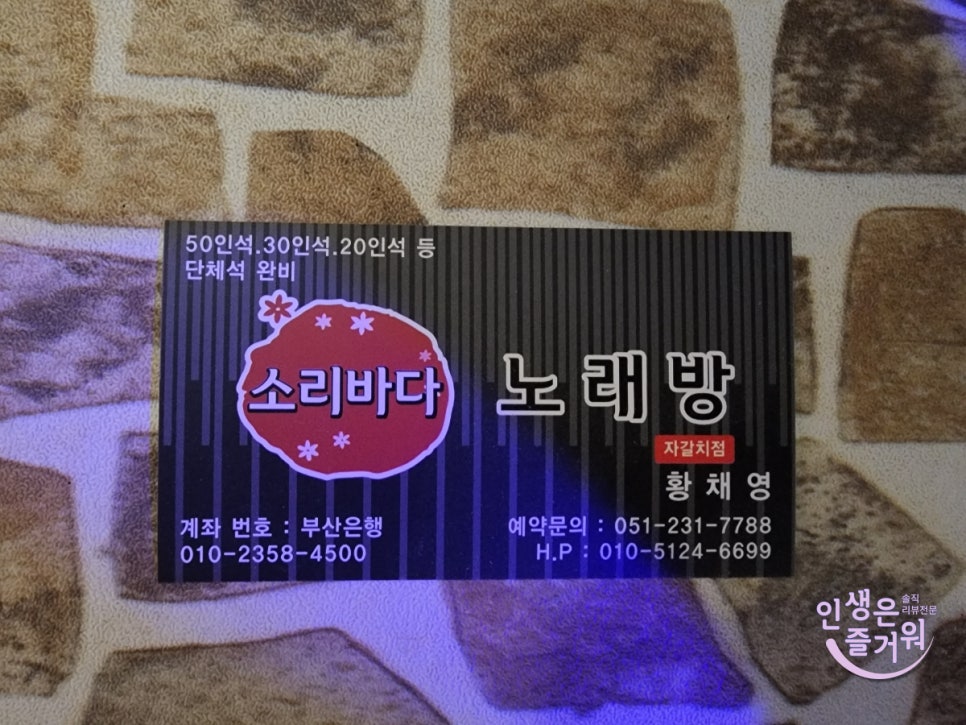 50인석.30인석.20인석 등
단체석 완비
소리바다 노래방
자갈치점
황채영
계좌 번호 : 부산은행
010-2358-4500
예약문의 : 051-231-7788
H.P : 010-5124-6699
인생은
즐거워
솔직
리뷰전문